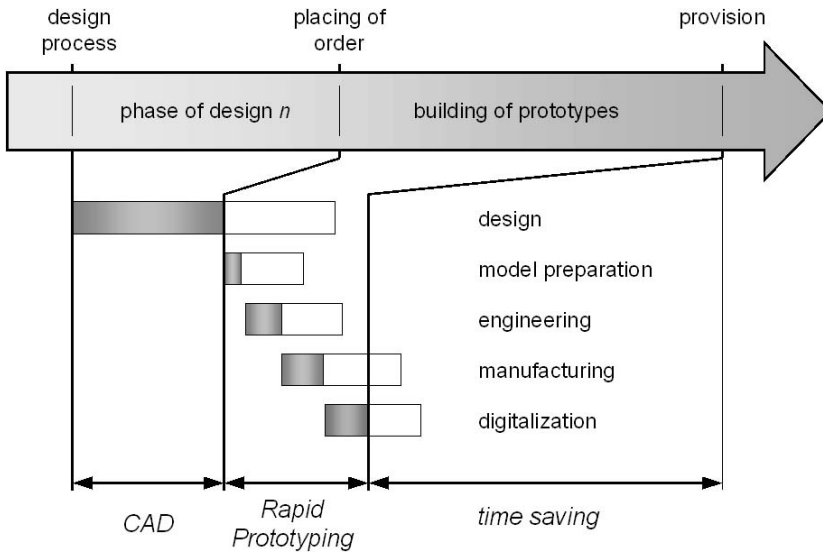 design
process
placing of
order
provision
phase of design n
building of prototypes
design
model preparation
engineering
manufacturing
digitalization
CAD
Rapid
Prototyping
time saving